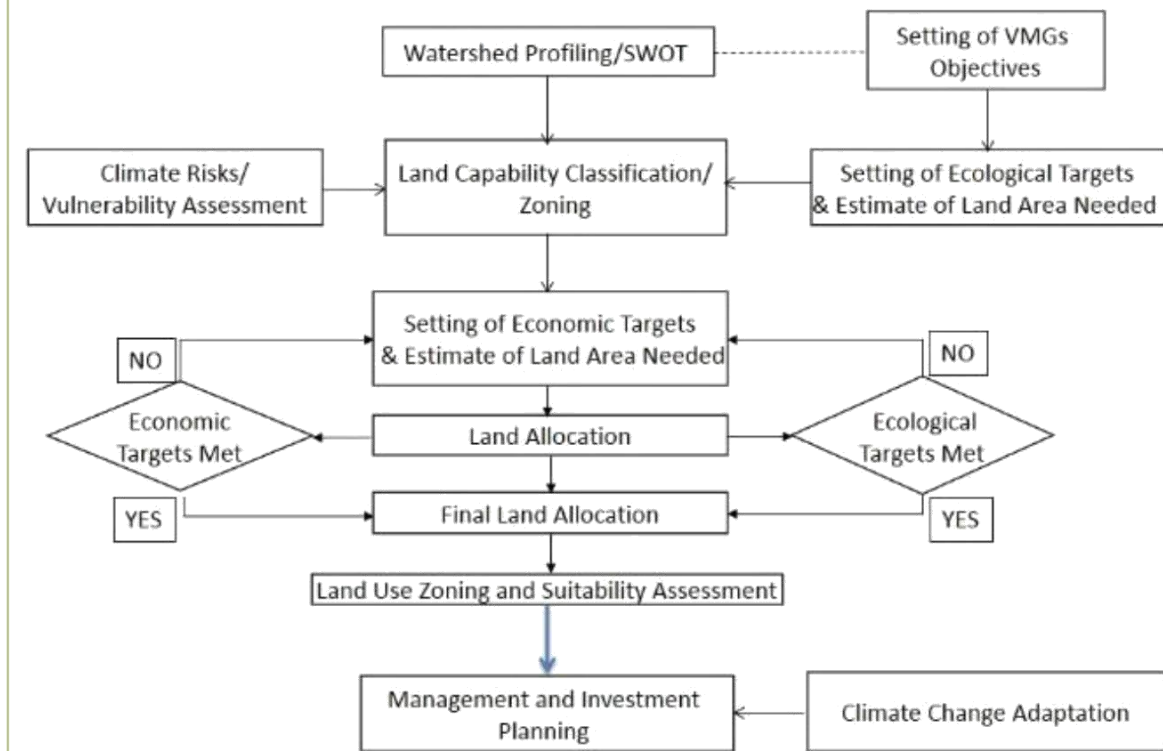 Watershed Profiling/SWOT
Setting of VMGs
Objectives
Climate Risks/
Vulnerability Assessment
Land Capability Classification/
Zoning
Setting of Ecological Targets
& Estimate of Land Area Needed
Setting of Economic Targets
& Estimate of Land Area Needed
NO
NO
Economic
Targets Met
Land Allocation
Ecological
Targets Met
YES
Final Land Allocation
YES
Land Use Zoning and Suitability Assessment
Management and Investment
Planning
Climate Change Adaptation